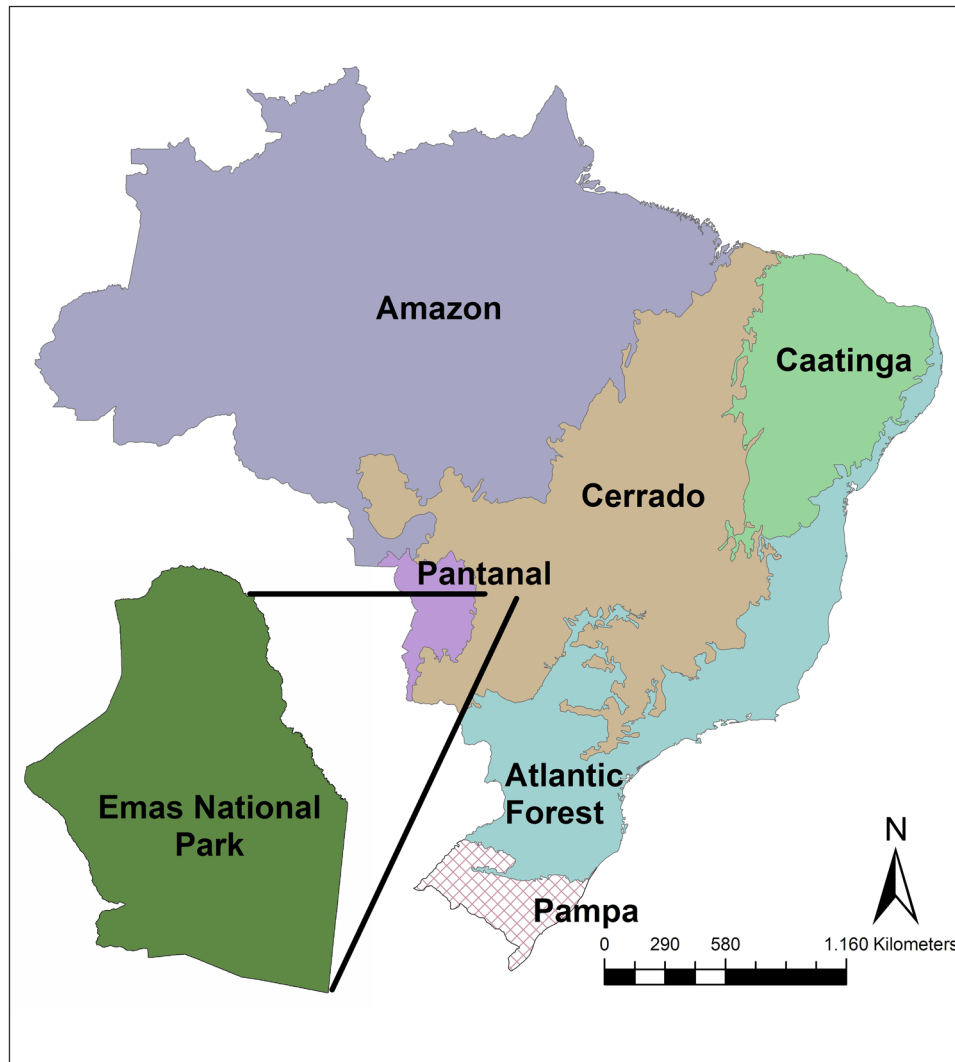 Amazon
Caatinga
Cerrado
Pantanal
Emas National
Park
Atlantic
Forest
Pampa
N
0 290 580 1.160 Kilometers